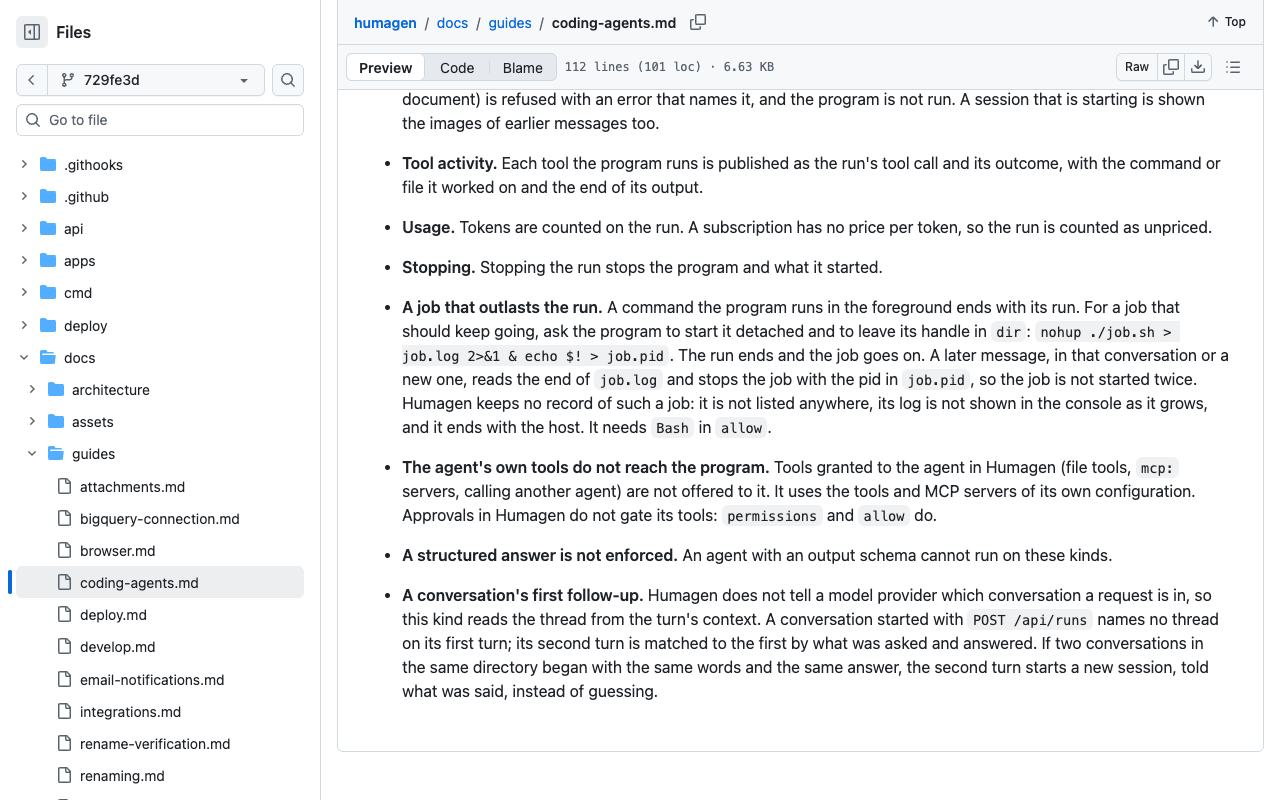 Files
humagen / docs / guides / coding-agents.md
Top
729fe3d
Preview
Code
Blame
112 lines (101 loc) · 6.63 KB
Raw
Go to file
.githooks
.github
api
apps
cmd
deploy
docs
architecture
assets
guides
attachments.md
bigquery-connection.md
browser.md
coding-agents.md
deploy.md
develop.md
email-notifications.md
integrations.md
rename-verification.md
renaming.md
document) is refused with an error that names it, and the program is not run. A session that is starting is shown
the images of earlier messages too.
• Tool activity. Each tool the program runs is published as the run's tool call and its outcome, with the command or
file it worked on and the end of its output.
• Usage. Tokens are counted on the run. A subscription has no price per token, so the run is counted as unpriced.
• Stopping. Stopping the run stops the program and what it started.
• A job that outlasts the run. A command the program runs in the foreground ends with its run. For a job that
should keep going, ask the program to start it detached and to leave its handle in dir: nohup ./job.sh >
job.log 2>&1 & echo $! > job.pid. The run ends and the job goes on. A later message, in that conversation or a
new one, reads the end of job.log and stops the job with the pid in job.pid, so the job is not started twice.
Humagen keeps no record of such a job: it is not listed anywhere, its log is not shown in the console as it grows,
and it ends with the host. It needs Bash in allow.
• The agent's own tools do not reach the program. Tools granted to the agent in Humagen (file tools, mcp:
servers, calling another agent) are not offered to it. It uses the tools and MCP servers of its own configuration.
Approvals in Humagen do not gate its tools: permissions and allow do.
• A structured answer is not enforced. An agent with an output schema cannot run on these kinds.
• A conversation's first follow-up. Humagen does not tell a model provider which conversation a request is in, so
this kind reads the thread from the turn's context. A conversation started with POST /api/runs names no thread
on its first turn; its second turn is matched to the first by what was asked and answered. If two conversations in
the same directory began with the same words and the same answer, the second turn starts a new session, told
what was said, instead of guessing.